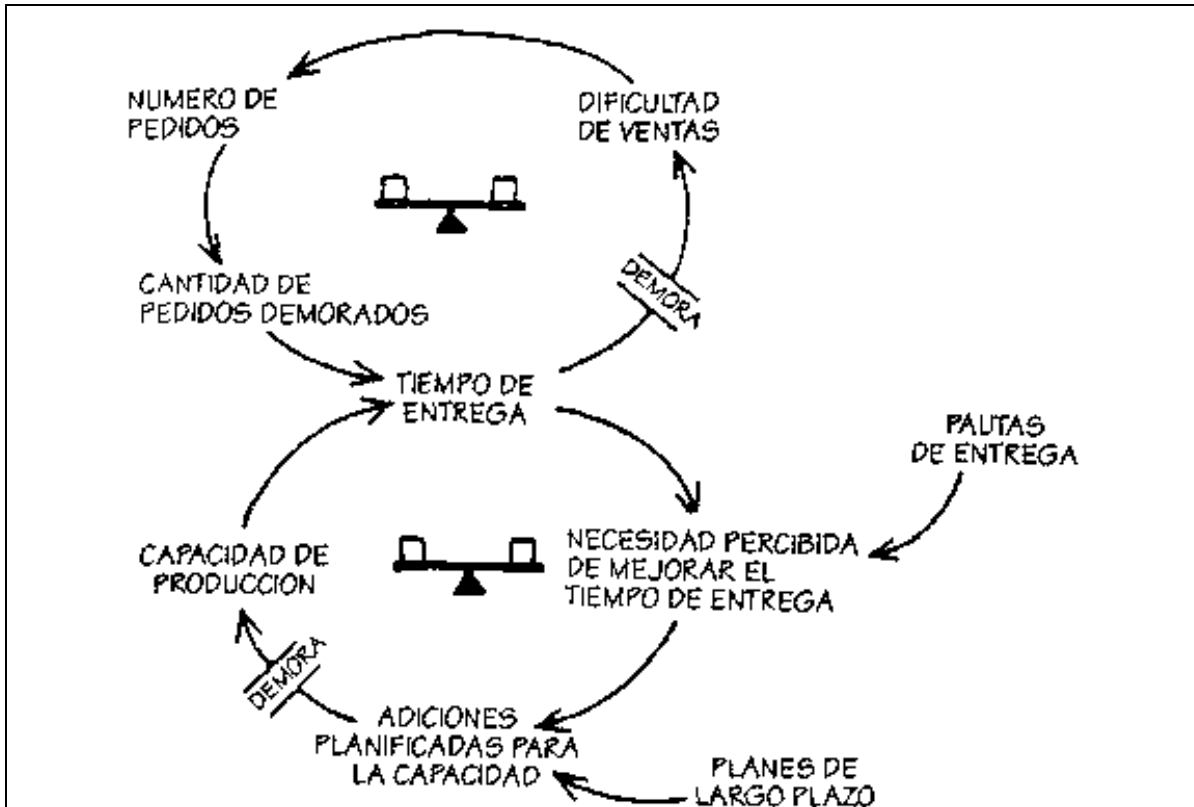 NUMERO DE
PEDIDOS
DIFICULTAD
DE VENTAS
CANTIDAD DE
PEDIDOS DEMORADOS
DEMORA
TIEMPO DE
ENTREGA
PAUTAS
DE ENTREGA
CAPACIDAD DE
PRODUCCION
NECESIDAD PERCIBIDA
DE MEJORAR EL
TIEMPO DE ENTREGA
DEMORA
ADICIONES
PLANIFICADAS PARA
LA CAPACIDAD
PLANES DE
LARGO PLAZO